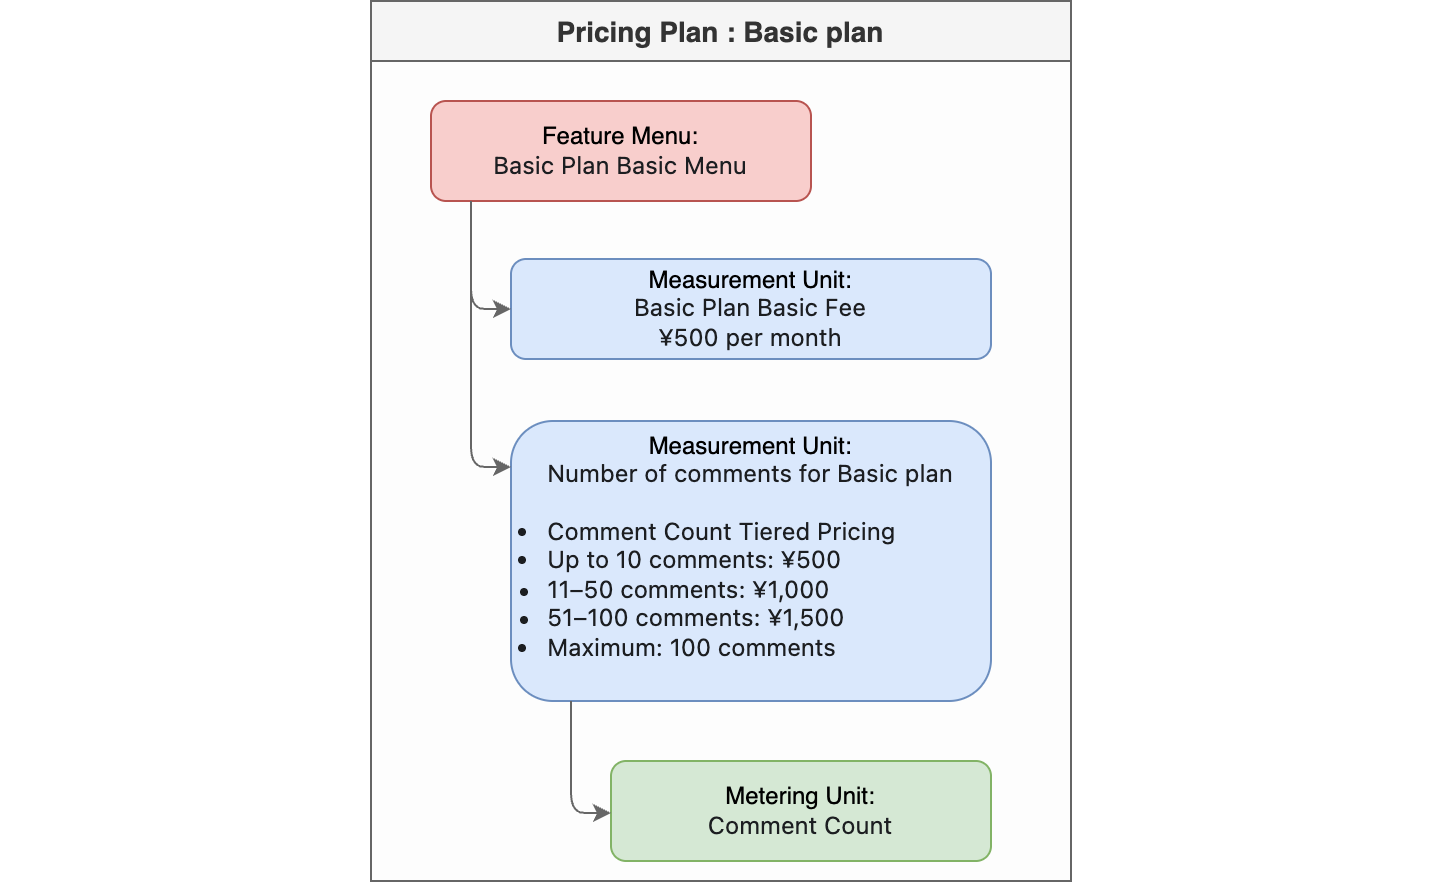 Pricing Plan : Basic plan
Feature Menu:
Basic Plan Basic Menu
Measurement Unit:
Basic Plan Basic Fee
¥500 per month
Measurement Unit:
Number of comments for Basic plan
• Comment Count Tiered Pricing
• Up to 10 comments: ¥500
• 11–50 comments: ¥1,000
• 51–100 comments: ¥1,500
• Maximum: 100 comments
Metering Unit:
Comment Count